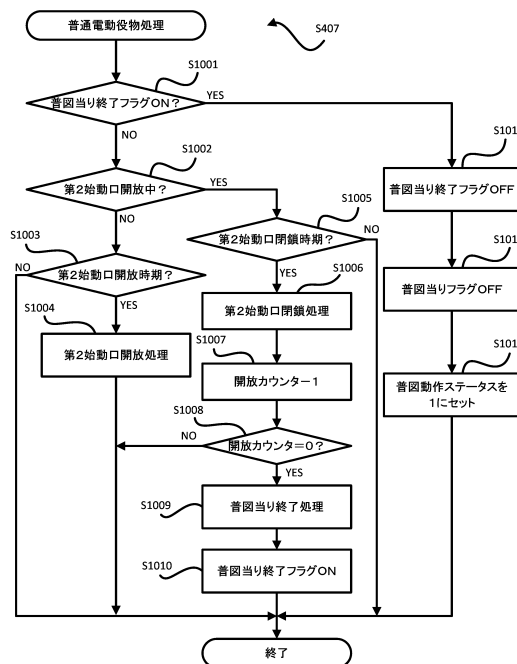 普通電動役物処理
S407
S1001
普図当り終了フラグON?
YES
NO
S1002
第2始動口開放中?
YES
NO
S101
普図当り終了フラグOFF
S1005
第2始動口閉鎖時期?
NO
YES
S1003
NO
第2始動口開放時期?
YES
S101
普図当りフラグOFF
S1006
第2始動口閉鎖処理
S1004
第2始動口開放処理
S1007
開放カウンター1
S101
普図動作ステータスを
1にセット
S1008
NO
開放カウンタ=0?
YES
S1009
普図当り終了処理
S1010
普図当り終了フラグON
終了